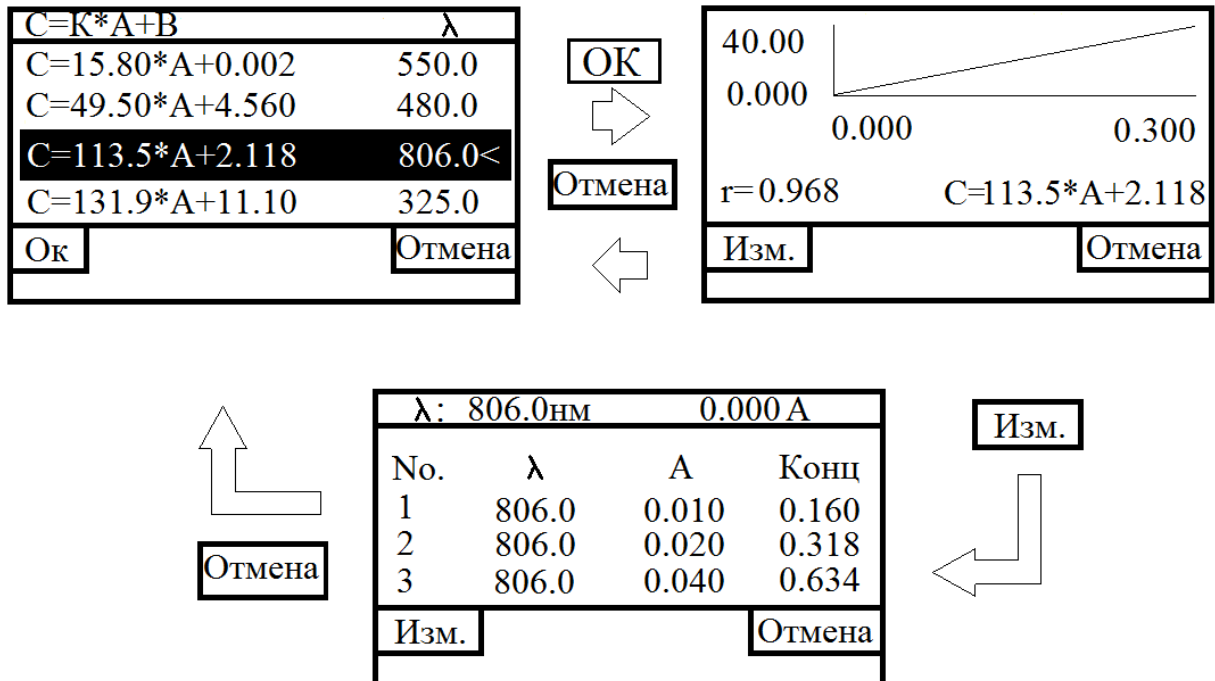 C=K*A+B λ
C=15.80*A+0.002 550.0
C=49.50*A+4.560 480.0
C=113.5*A+2.118 806.0<
C=131.9*A+11.10 325.0
Ок Отмена
ОК
Отмена
40.00
0.000
0.000 0.300
r=0.968 C=113.5*A+2.118
Изм. Отмена
Отмена
λ: 806.0нм 0.000 A
No. λ A Конц
1 806.0 0.010 0.160
2 806.0 0.020 0.318
3 806.0 0.040 0.634
Изм. Отмена
Изм.